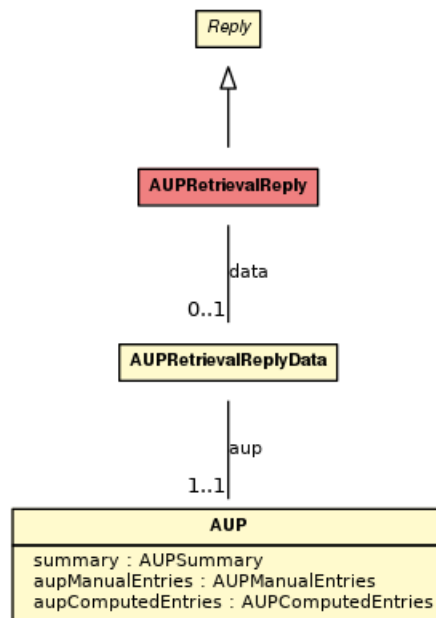 Reply
AUPRetrievalReply
data
0..1
AUPRetrievalReplyData
aup
1..1
AUP
summary : AUPSummary
aupManualEntries : AUPManualEntries
aupComputedEntries : AUPComputedEntries